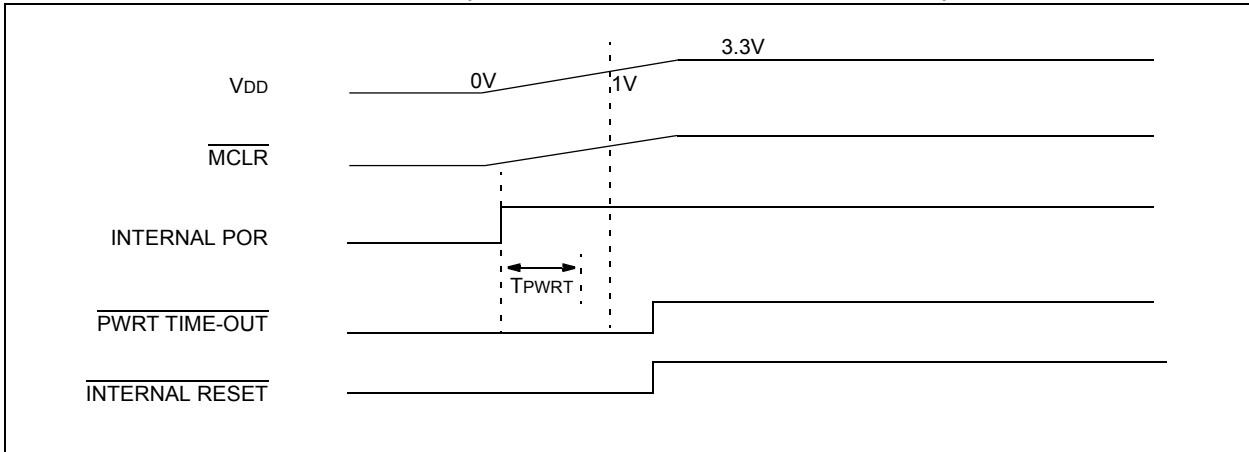 3.3V
0V
1V
VDD
MCLR
INTERNAL POR
TPWRT
PWRT TIME-OUT
INTERNAL RESET